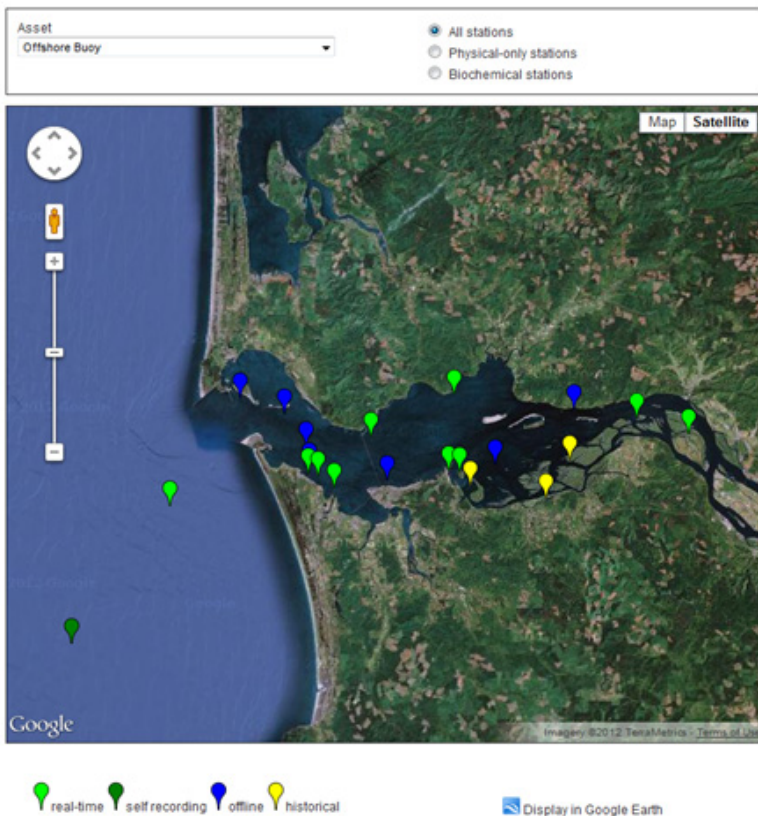 Asset
Offshore Buoy
All stations
Physical-only stations
Biochemical stations
Map Satellite
Google
Imagery ©2012 TerraMetrics - Terms of Use
real-time self recording offline historical
Display in Google Earth